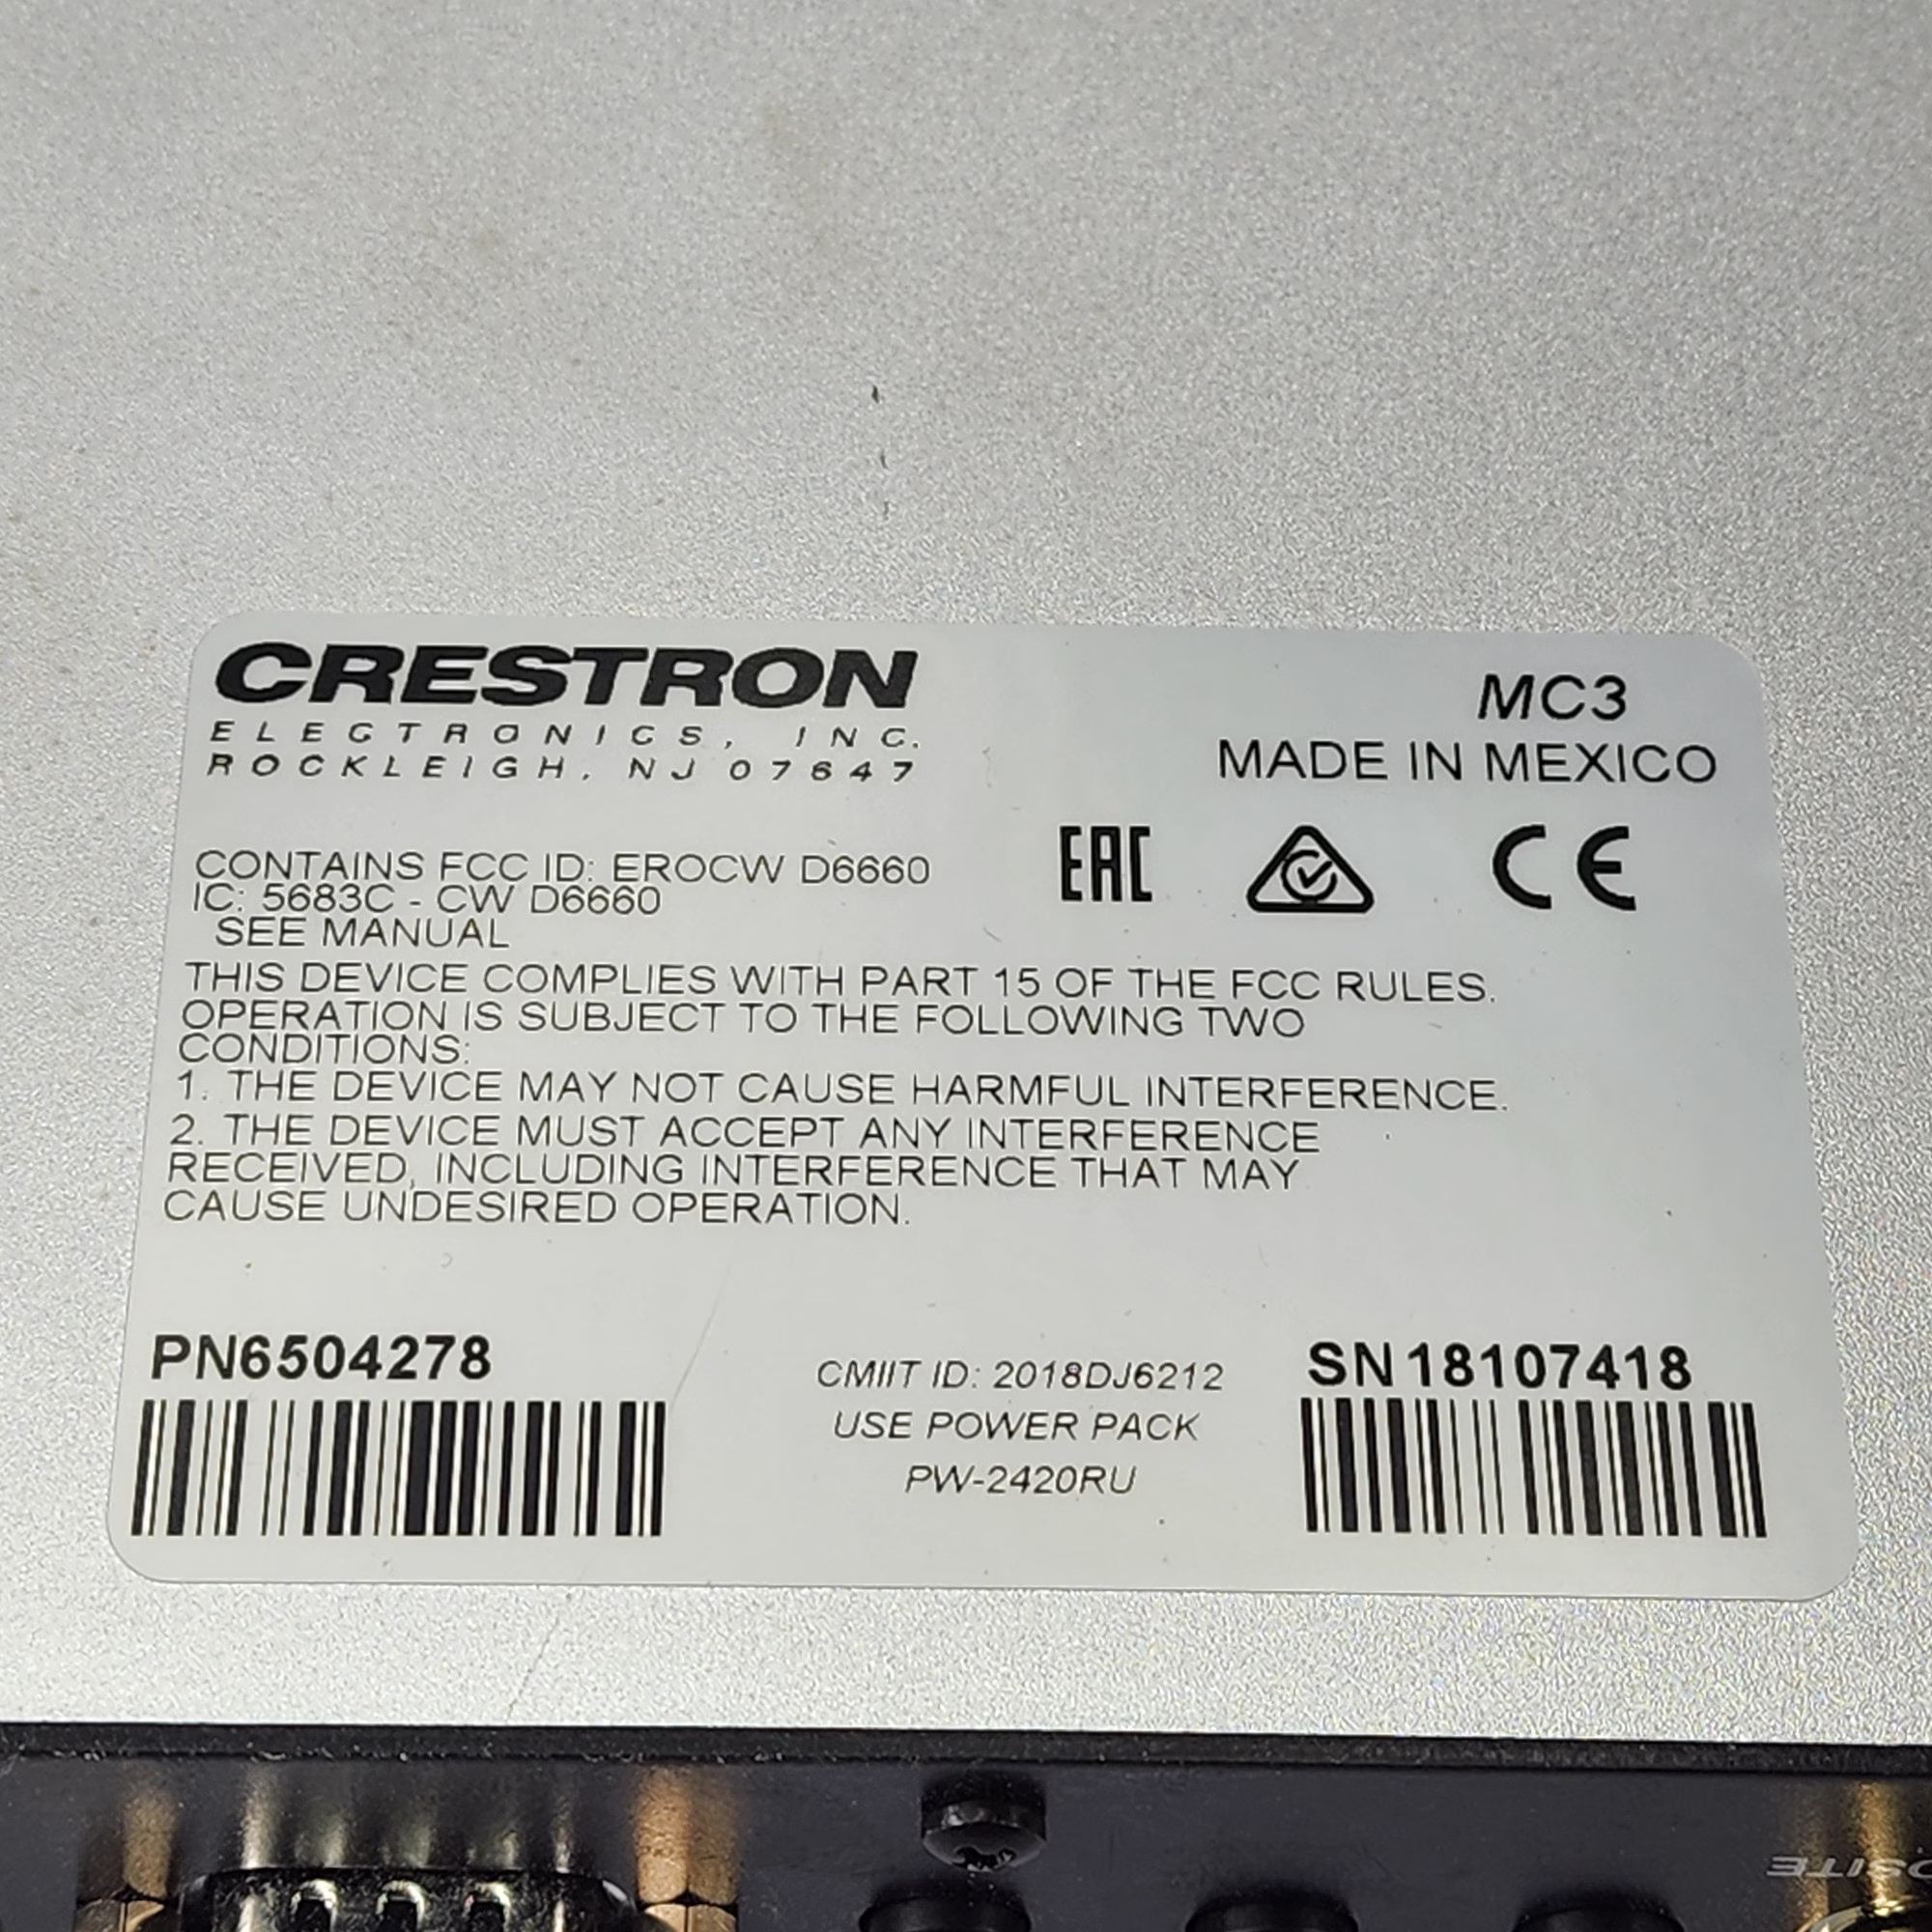 CRESTRON
ELECTRONICS, INC.
ROCKLEIGH, NJ 07647
MC3
MADE IN MEXICO
CONTAINS FCC ID: EROCW D6660
IC: 5683C - CW D6660
SEE MANUAL
EAC
CE
THIS DEVICE COMPLIES WITH PART 15 OF THE FCC RULES.
OPERATION IS SUBJECT TO THE FOLLOWING TWO
CONDITIONS:
1. THE DEVICE MAY NOT CAUSE HARMFUL INTERFERENCE.
2. THE DEVICE MUST ACCEPT ANY INTERFERENCE
RECEIVED, INCLUDING INTERFERENCE THAT MAY
CAUSE UNDESIRED OPERATION.
PN6504278
CMIIT ID: 2018DJ6212
USE POWER PACK
PW-2420RU
SN18107418